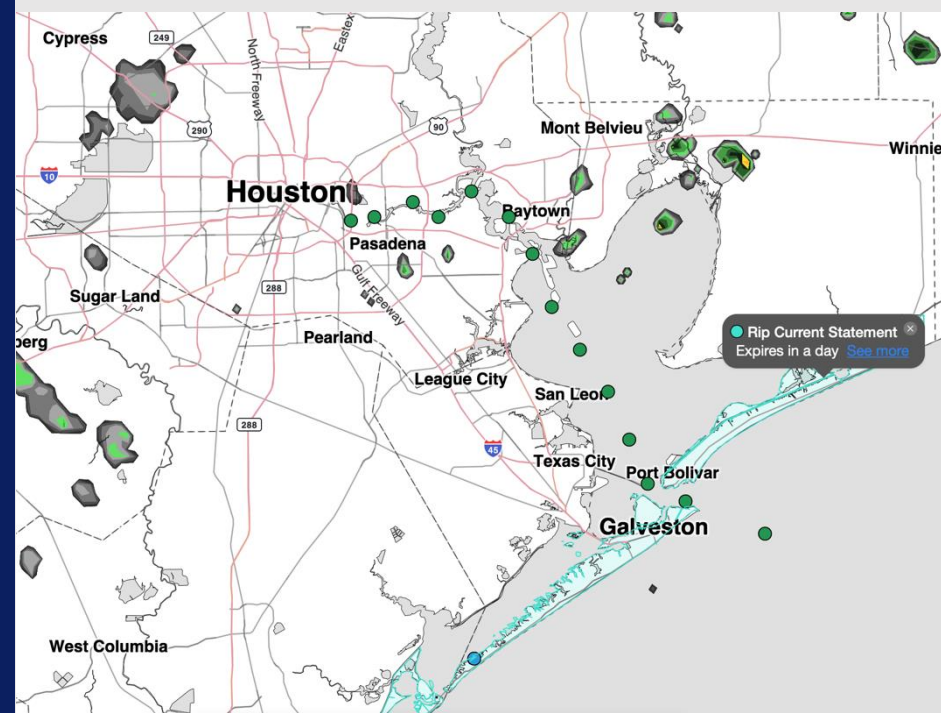 Cypress
249
North Freeway
Eastex
290
90
Mont Belvieu
Winnie
10
Houston
Baytown
Pasadena
Gulf Freeway
288
Sugar Land
berg
Pearland
Rip Current Statement
Expires in a day See more
League City
San Leon
288
45
Texas City
Port Bolivar
Galveston
West Columbia